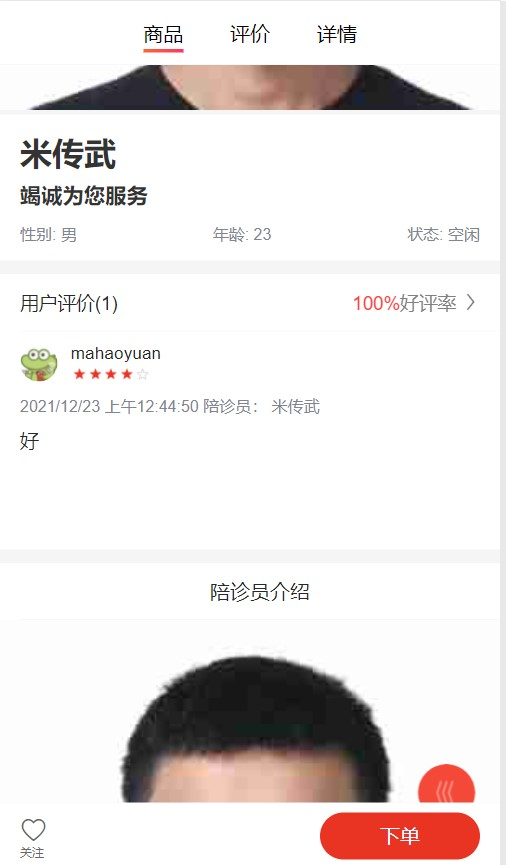 商品 评价 详情
米传武
竭诚为您服务
性别: 男 年龄: 23 状态: 空闲
用户评价(1) 100%好评率
mahaoyuan
2021/12/23 上午12:44:50 陪诊员： 米传武
好
陪诊员介绍
关注
下单